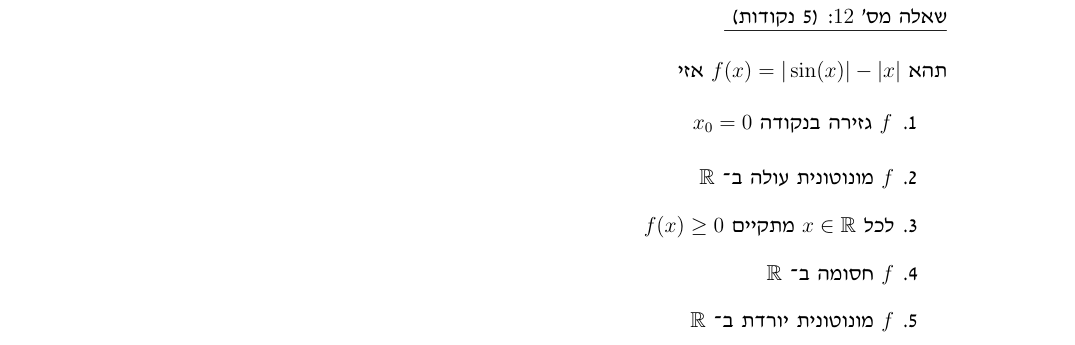 שאלה מס' 12: (5 נקודות)
תהא f(x) = | sin(x)| − |x| אזי
1. f גזירה בנקודה x₀ = 0
2. f מונוטונית עולה ב־ ℝ
3. לכל x ∈ ℝ מתקיים f(x) ≥ 0
4. f חסומה ב־ ℝ
5. f מונוטונית יורדת ב־ ℝ